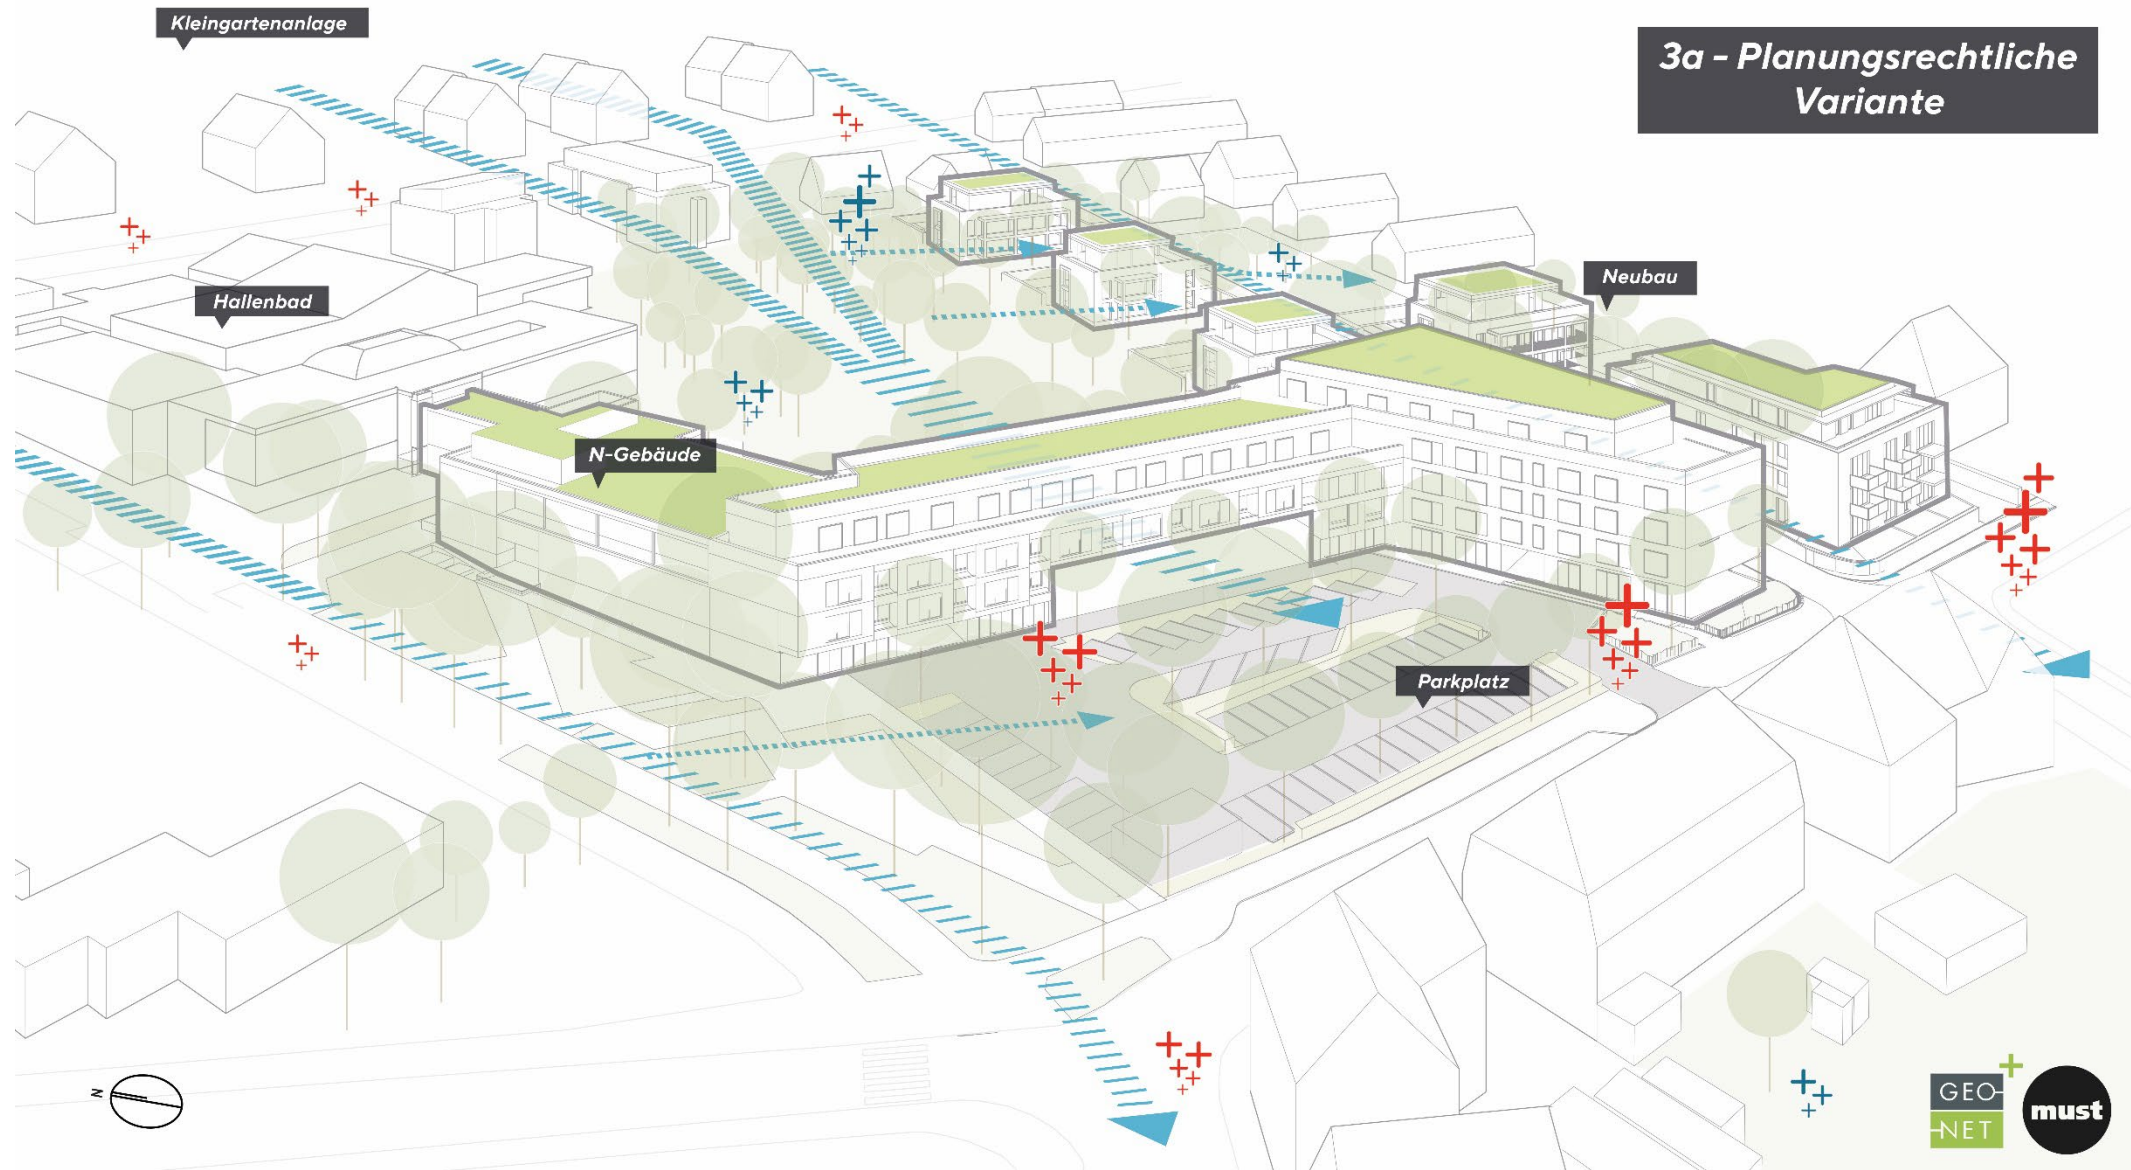 Kleingartenanlage
3a - Planungsrechtliche
Variante
Neubau
Hallenbad
N-Gebäude
Parkplatz
N
GEO
NET
must